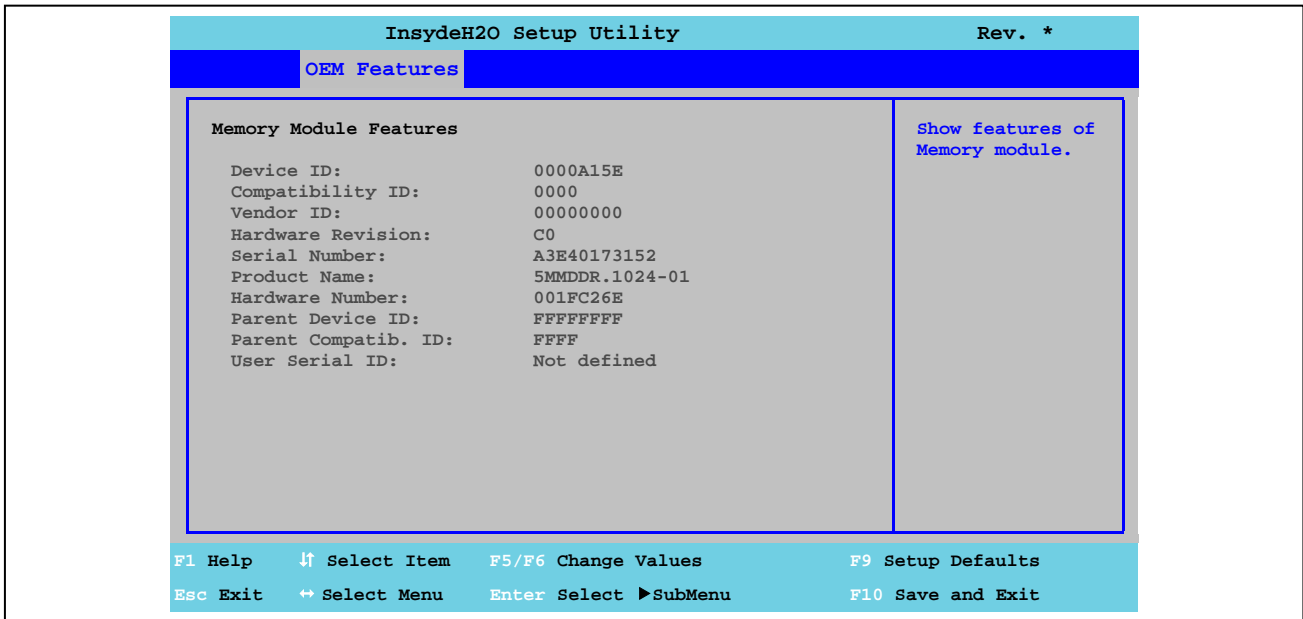 InsydeH2O Setup Utility Rev. *
OEM Features
Memory Module Features
Device ID: 0000A15E
Compatibility ID: 0000
Vendor ID: 00000000
Hardware Revision: C0
Serial Number: A3E40173152
Product Name: 5MMDDR.1024-01
Hardware Number: 001FC26E
Parent Device ID: FFFFFFFF
Parent Compatib. ID: FFFF
User Serial ID: Not defined
Show features of
Memory module.
F1 Help ↓↑ Select Item F5/F6 Change Values F9 Setup Defaults
Esc Exit ↔ Select Menu Enter Select ▶SubMenu F10 Save and Exit